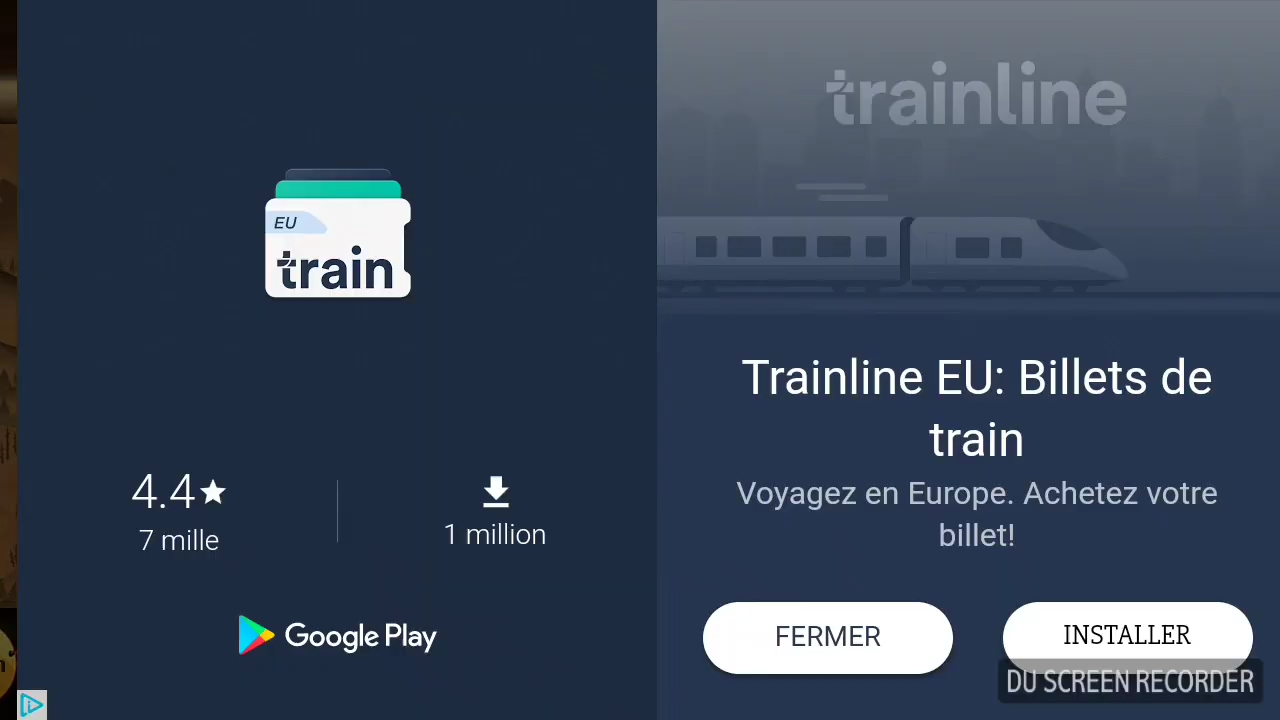 EU
train
4.4
7 mille
1 million
Google Play
trainline
Trainline EU: Billets de
train
Voyagez en Europe. Achetez votre
billet!
FERMER
INSTALLER
DU SCREEN RECORDER